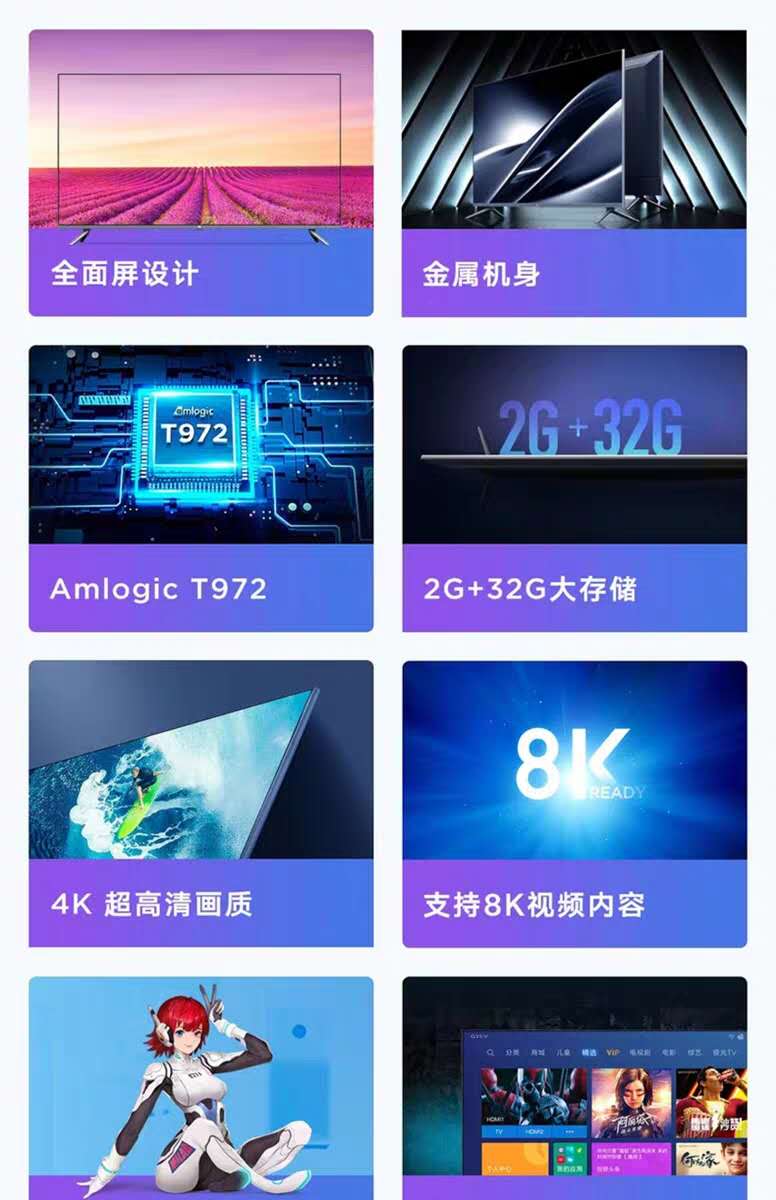 全面屏设计
金属机身
Amlogic
T972
2G+32G
Amlogic T972
2G+32G大存储
8K
READY
4K 超高清画质
支持8K视频内容
分类 商城 儿童 精选 VIP 电视剧 电影 综艺 极光TV
HDMI1
TV HDMI2
阿丽塔
个人中心
我的应用